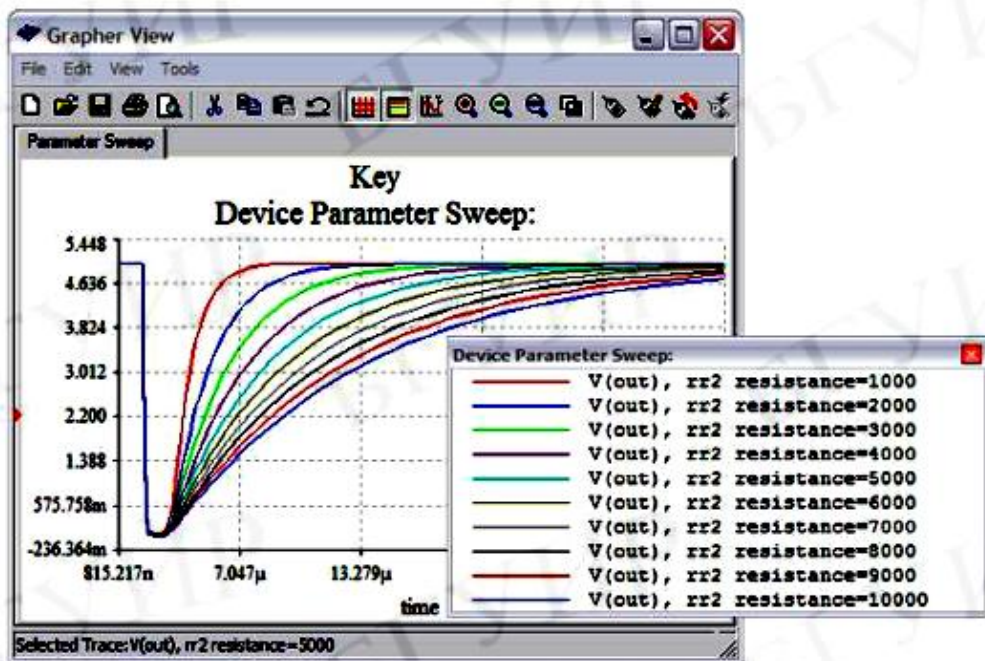 Grapher View
File Edit View Tools
Parameter Sweep
Key
Device Parameter Sweep:
5.448
4.636
3.824
3.012
2.200
1.388
575.758m
-236.364m
815.217n 7.047µ 13.279µ
time
Device Parameter Sweep:
V(out), rr2 resistance=1000
V(out), rr2 resistance=2000
V(out), rr2 resistance=3000
V(out), rr2 resistance=4000
V(out), rr2 resistance=5000
V(out), rr2 resistance=6000
V(out), rr2 resistance=7000
V(out), rr2 resistance=8000
V(out), rr2 resistance=9000
V(out), rr2 resistance=10000
Selected Trace:V(out), rr2 resistance=5000
БГУИР